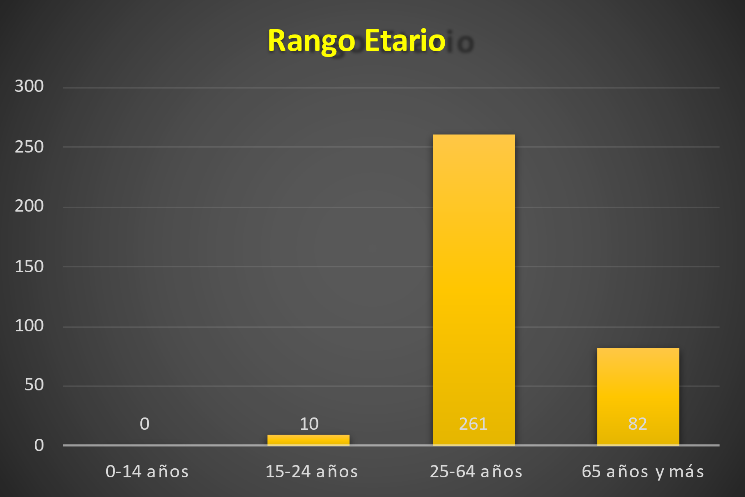 Rango Etario
300
250
200
150
100
50
0
0
10
261
82
0-14 años
15-24 años
25-64 años
65 años y más